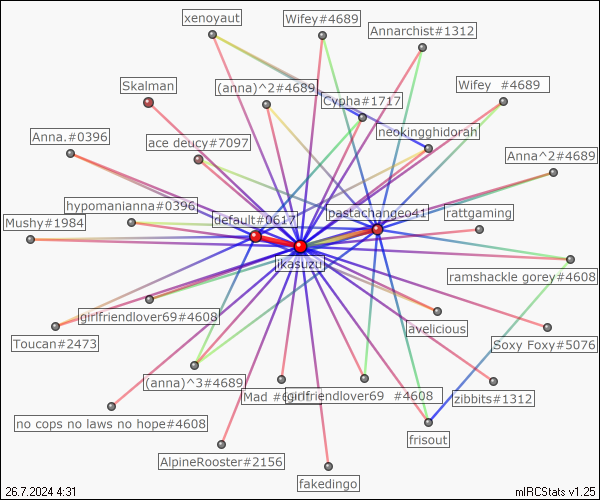 xenoyaut
Wifey#4689
Annarchist#1312
Skalman
(anna)^2#4689
Wifey #4689
Cypha#1717
neokingghidorah
Anna.#0396
ace deucy#7097
Anna^2#4689
hypomanianna#0396
Mushy#1984
default#0617
pastachangeo41
rattgaming
ikasuzu
ramshackle gorey#4608
girlfriendlover69#4608
avelicious
Toucan#2473
Soxy Foxy#5076
(anna)^3#4689
Mad
girlfriendlover69 #4608
zibbits#1312
no cops no laws no hope#4608
frisout
AlpineRooster#2156
fakedingo
26.7.2024 4:31
mIRCStats v1.25